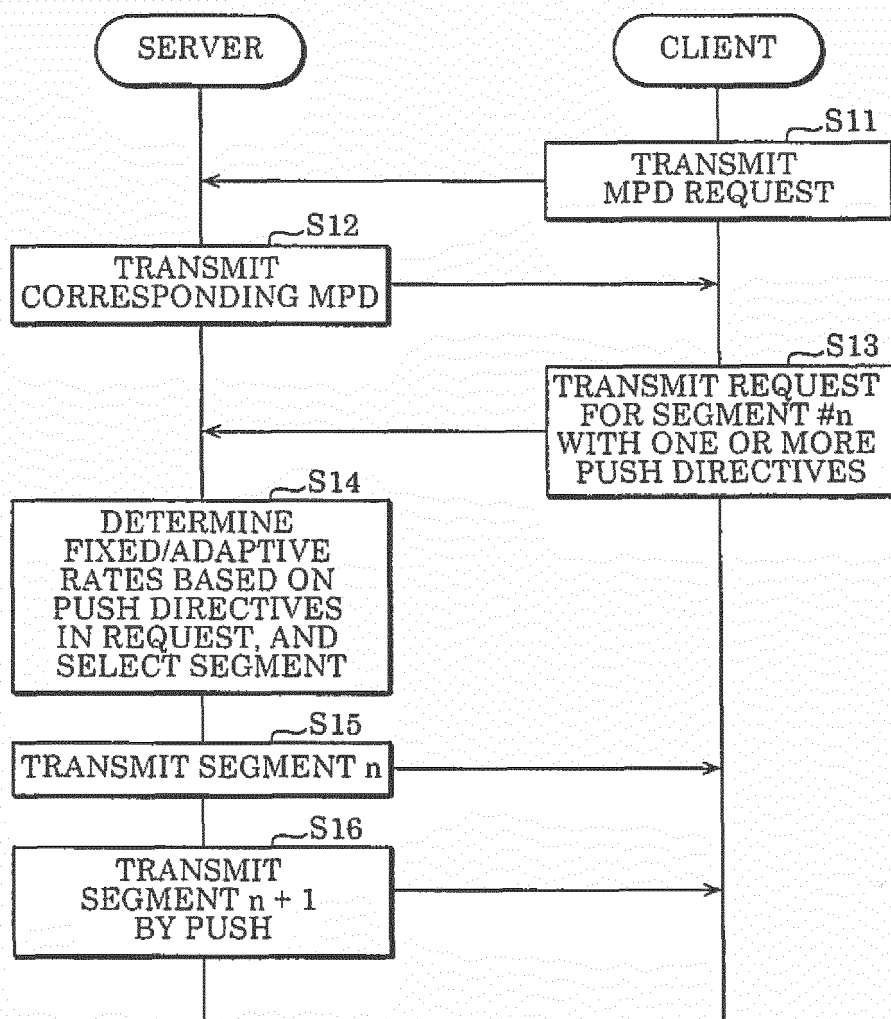 SERVER
CLIENT
S11
TRANSMIT
MPD REQUEST
S12
TRANSMIT
CORRESPONDING MPD
S13
TRANSMIT REQUEST
FOR SEGMENT #n
WITH ONE OR MORE
PUSH DIRECTIVES
S14
DETERMINE
FIXED/ADAPTIVE
RATES BASED ON
PUSH DIRECTIVES
IN REQUEST, AND
SELECT SEGMENT
S15
TRANSMIT SEGMENT n
S16
TRANSMIT
SEGMENT n + 1
BY PUSH